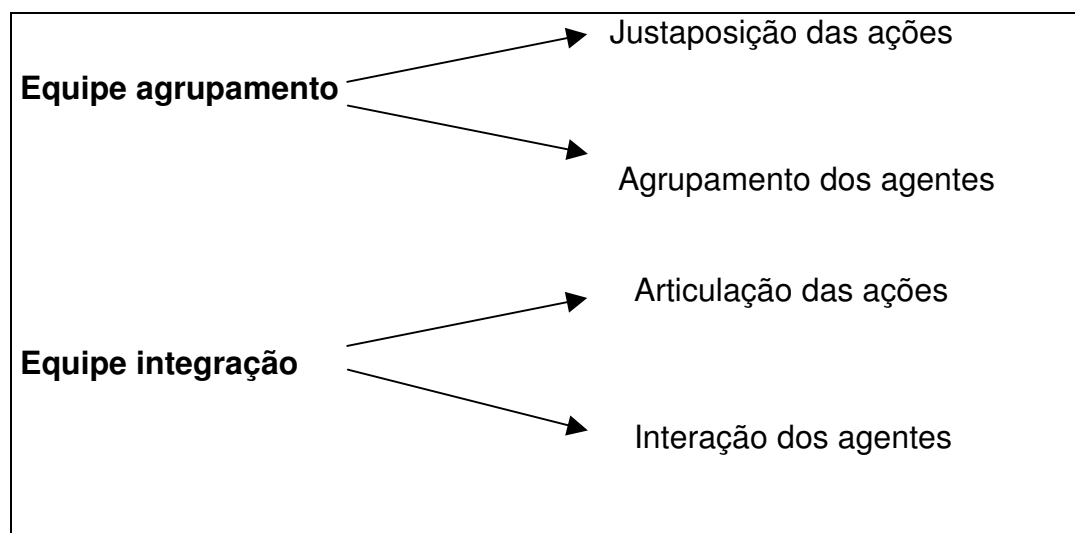 Justaposição das ações
Equipe agrupamento
Agrupamento dos agentes
Articulação das ações
Equipe integração
Interação dos agentes